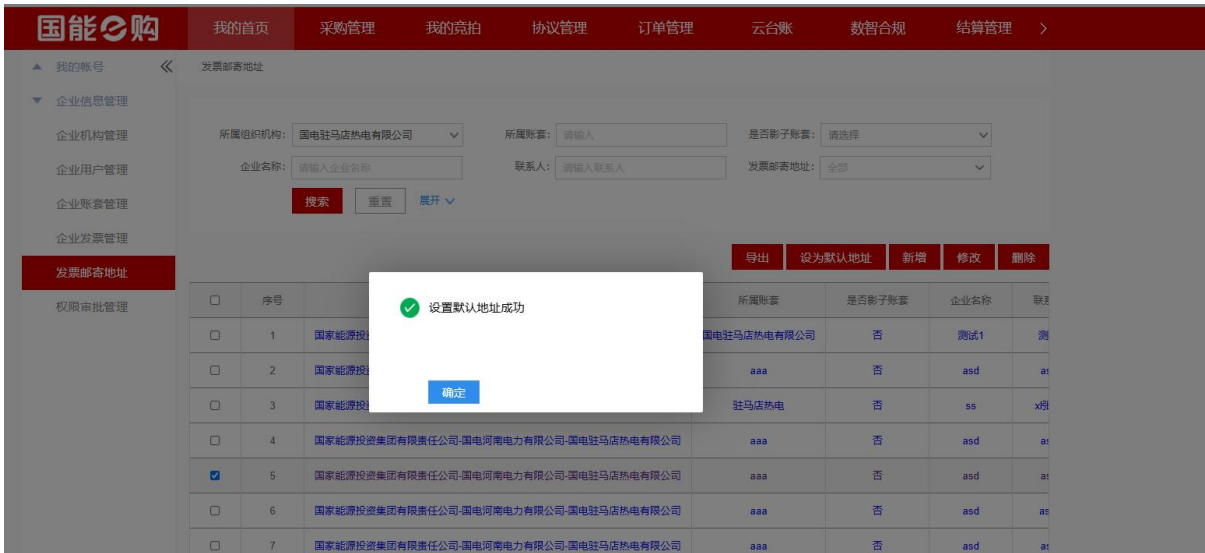 国能e购 我的首页 采购管理 我的竞拍 协议管理 订单管理 云台账 数智合规 结算管理
我的帐号 发票邮寄地址
企业信息管理
企业机构管理 所属组织机构: 国电驻马店热电有限公司 所属账套: 请输入 是否影子账套: 请选择
企业用户管理 企业名称: 请输入企业名称 联系人: 请输入联系人 发票邮寄地址: 全部
企业账套管理 搜索 重置 展开
企业发票管理
导出 设为默认地址 新增 修改 删除
发票邮寄地址
权限审批管理 序号 所属账套 是否影子账套 企业名称
设置默认地址成功
1 国家能源投 国电驻马店热电有限公司 否 测试1 测
2 国家能源投 aaa 否 asd
3 国家能源投 驻马店热电 否 ss
确定
4 国家能源投资集团有限责任公司-国电河南电力有限公司-国电驻马店热电有限公司 aaa 否 asd
5 国家能源投资集团有限责任公司-国电河南电力有限公司-国电驻马店热电有限公司 aaa 否 asd
6 国家能源投资集团有限责任公司-国电河南电力有限公司-国电驻马店热电有限公司 aaa 否 asd
7 国家能源投资集团有限责任公司-国电河南电力有限公司-国电驻马店热电有限公司 aaa 否 asd